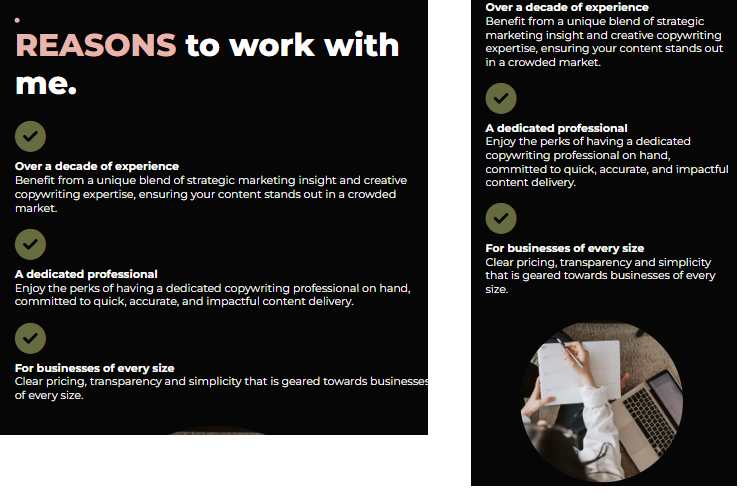 REASONS to work with
me.
Over a decade of experience
Benefit from a unique blend of strategic marketing insight and creative
copywriting expertise, ensuring your content stands out in a crowded
market.
A dedicated professional
Enjoy the perks of having a dedicated copywriting professional on hand,
committed to quick, accurate, and impactful content delivery.
For businesses of every size
Clear pricing, transparency and simplicity that is geared towards businesses
of every size.
Over a decade of experience
Benefit from a unique blend of strategic
marketing insight and creative copywriting
expertise, ensuring your content stands out
in a crowded market.
A dedicated professional
Enjoy the perks of having a dedicated
copywriting professional on hand,
committed to quick, accurate, and impactful
content delivery.
For businesses of every size
Clear pricing, transparency and simplicity
that is geared towards businesses of every
size.